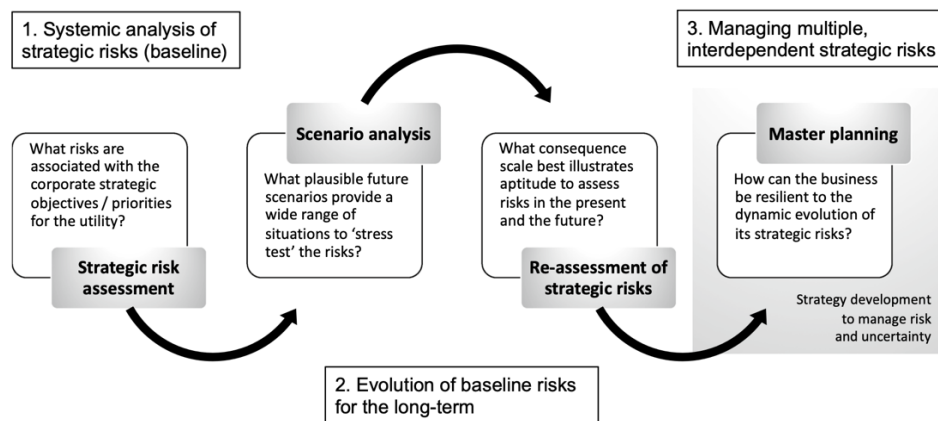 1. Systemic analysis of
strategic risks (baseline)
3. Managing multiple,
interdependent strategic risks
What risks are
associated with the
corporate strategic
objectives / priorities
for the utility?
Strategic risk
assessment
Scenario analysis
What plausible future
scenarios provide a
wide range of
situations to ‘stress
test’ the risks?
What consequence
scale best illustrates
aptitude to assess
risks in the present
and the future?
Re-assessment of
strategic risks
Master planning
How can the business
be resilient to the
dynamic evolution of
its strategic risks?
Strategy development
to manage risk
and uncertainty
2. Evolution of baseline risks
for the long-term